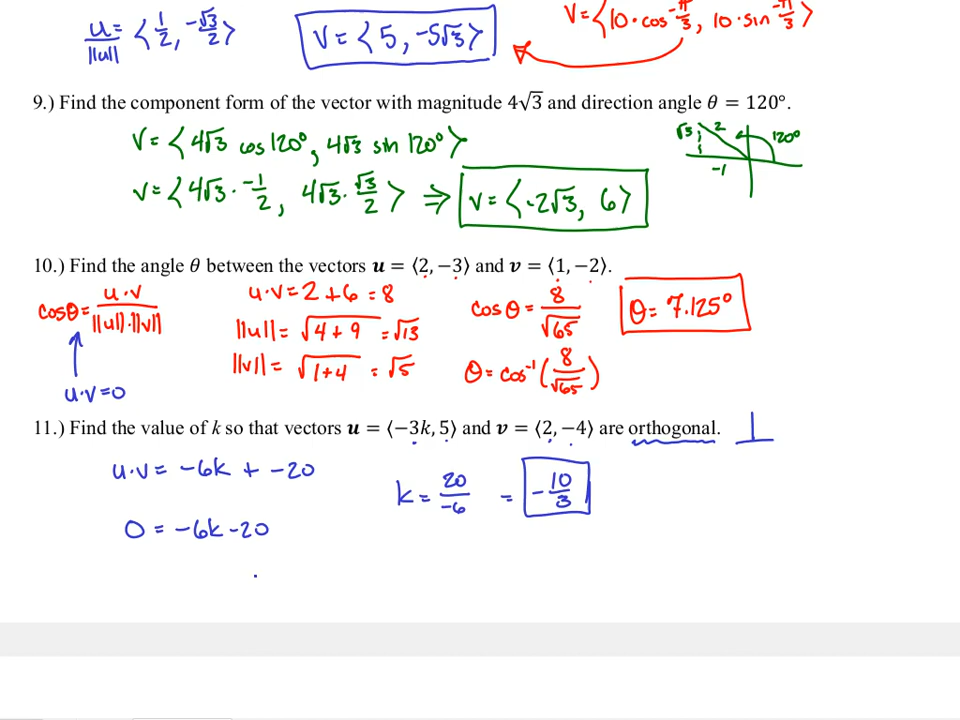 u/||u|| = ⟨1/2, -√3/2⟩
v = ⟨5, -5√3⟩
v = ⟨10·cos -π/3, 10·sin -π/3⟩
9.) Find the component form of the vector with magnitude 4√3 and direction angle θ = 120°.
v = ⟨4√3 cos 120°, 4√3 sin 120°⟩
√3 2 120°
-1
v = ⟨4√3 · -1/2, 4√3 · √3/2⟩ ⇒ v = ⟨-2√3, 6⟩
10.) Find the angle θ between the vectors u = ⟨2, −3⟩ and v = ⟨1, −2⟩.
cosθ = u·v / ||u||·||v||
u·v = 2 + 6 = 8
||u|| = √4+9 = √13
||v|| = √1+4 = √5
cosθ = 8/√65
θ = cos⁻¹(8/√65)
θ = 7.125°
u·v = 0
11.) Find the value of k so that vectors u = ⟨−3k, 5⟩ and v = ⟨2, −4⟩ are orthogonal. ⊥
u·v = -6k + -20
0 = -6k - 20
k = 20/-6 = -10/3